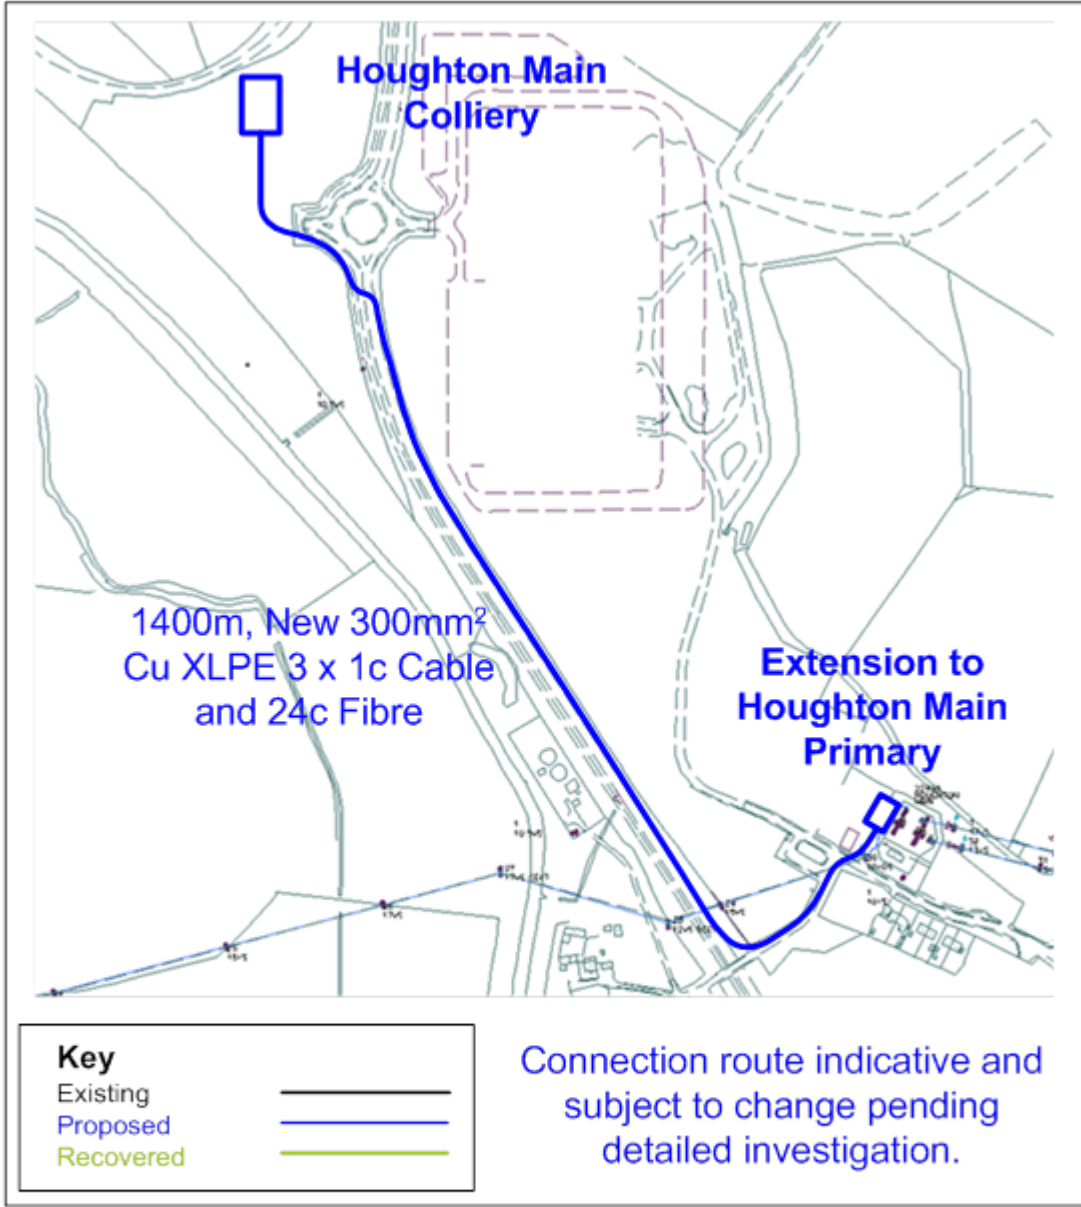 Houghton Main
Colliery
1400m, New 300mm²
Cu XLPE 3 x 1c Cable
and 24c Fibre
Extension to
Houghton Main
Primary
Key
Existing
Proposed
Recovered
Connection route indicative and
subject to change pending
detailed investigation.